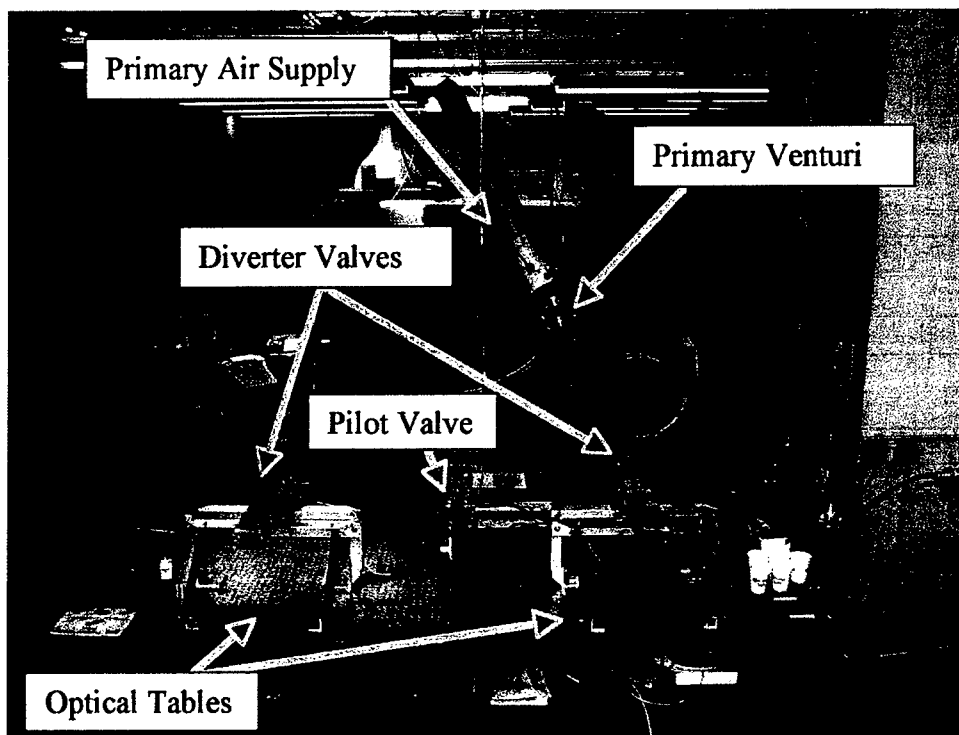 Primary Air Supply
Primary Venturi
Diverter Valves
Pilot Valve
Optical Tables